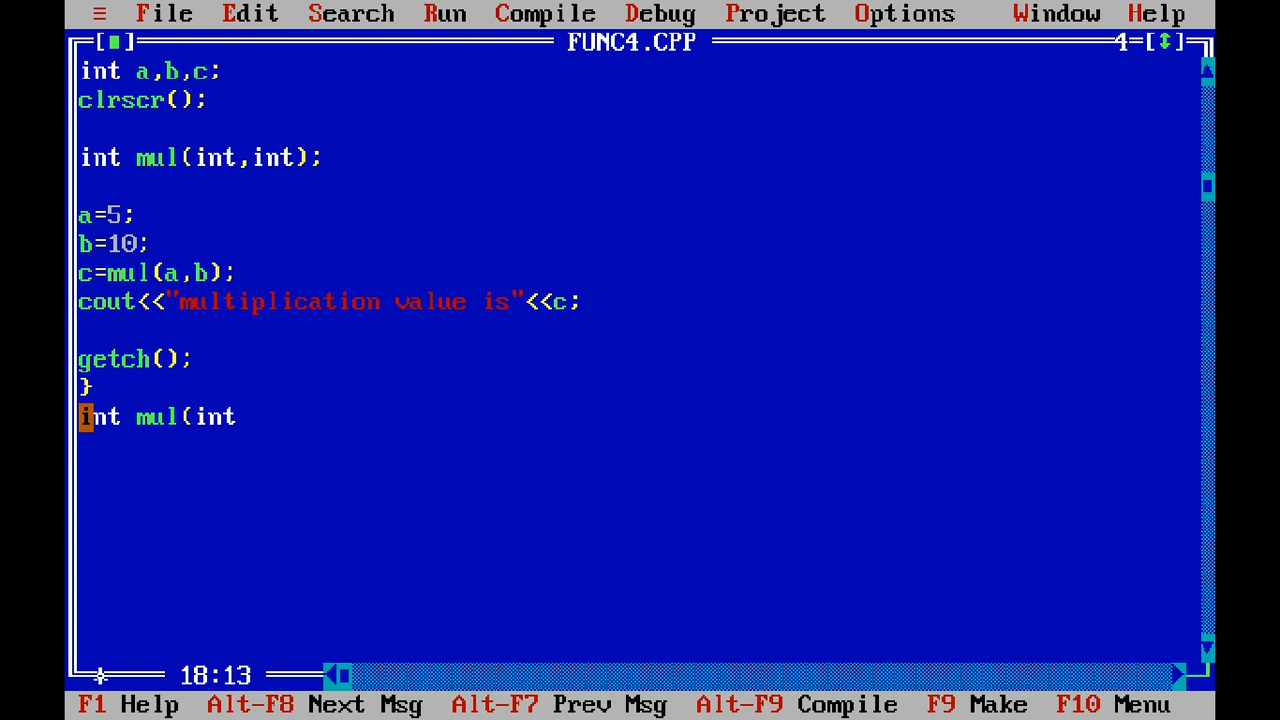 ≡ File Edit Search Run Compile Debug Project Options Window Help
[■] FUNC4.CPP 4=[↕]
int a,b,c;
clrscr();
int mul(int,int);
a=5;
b=10;
c=mul(a,b);
cout<<"multiplication value is"<<c;
getch();
}
int mul(int
18:13
F1 Help Alt-F8 Next Msg Alt-F7 Prev Msg Alt-F9 Compile F9 Make F10 Menu